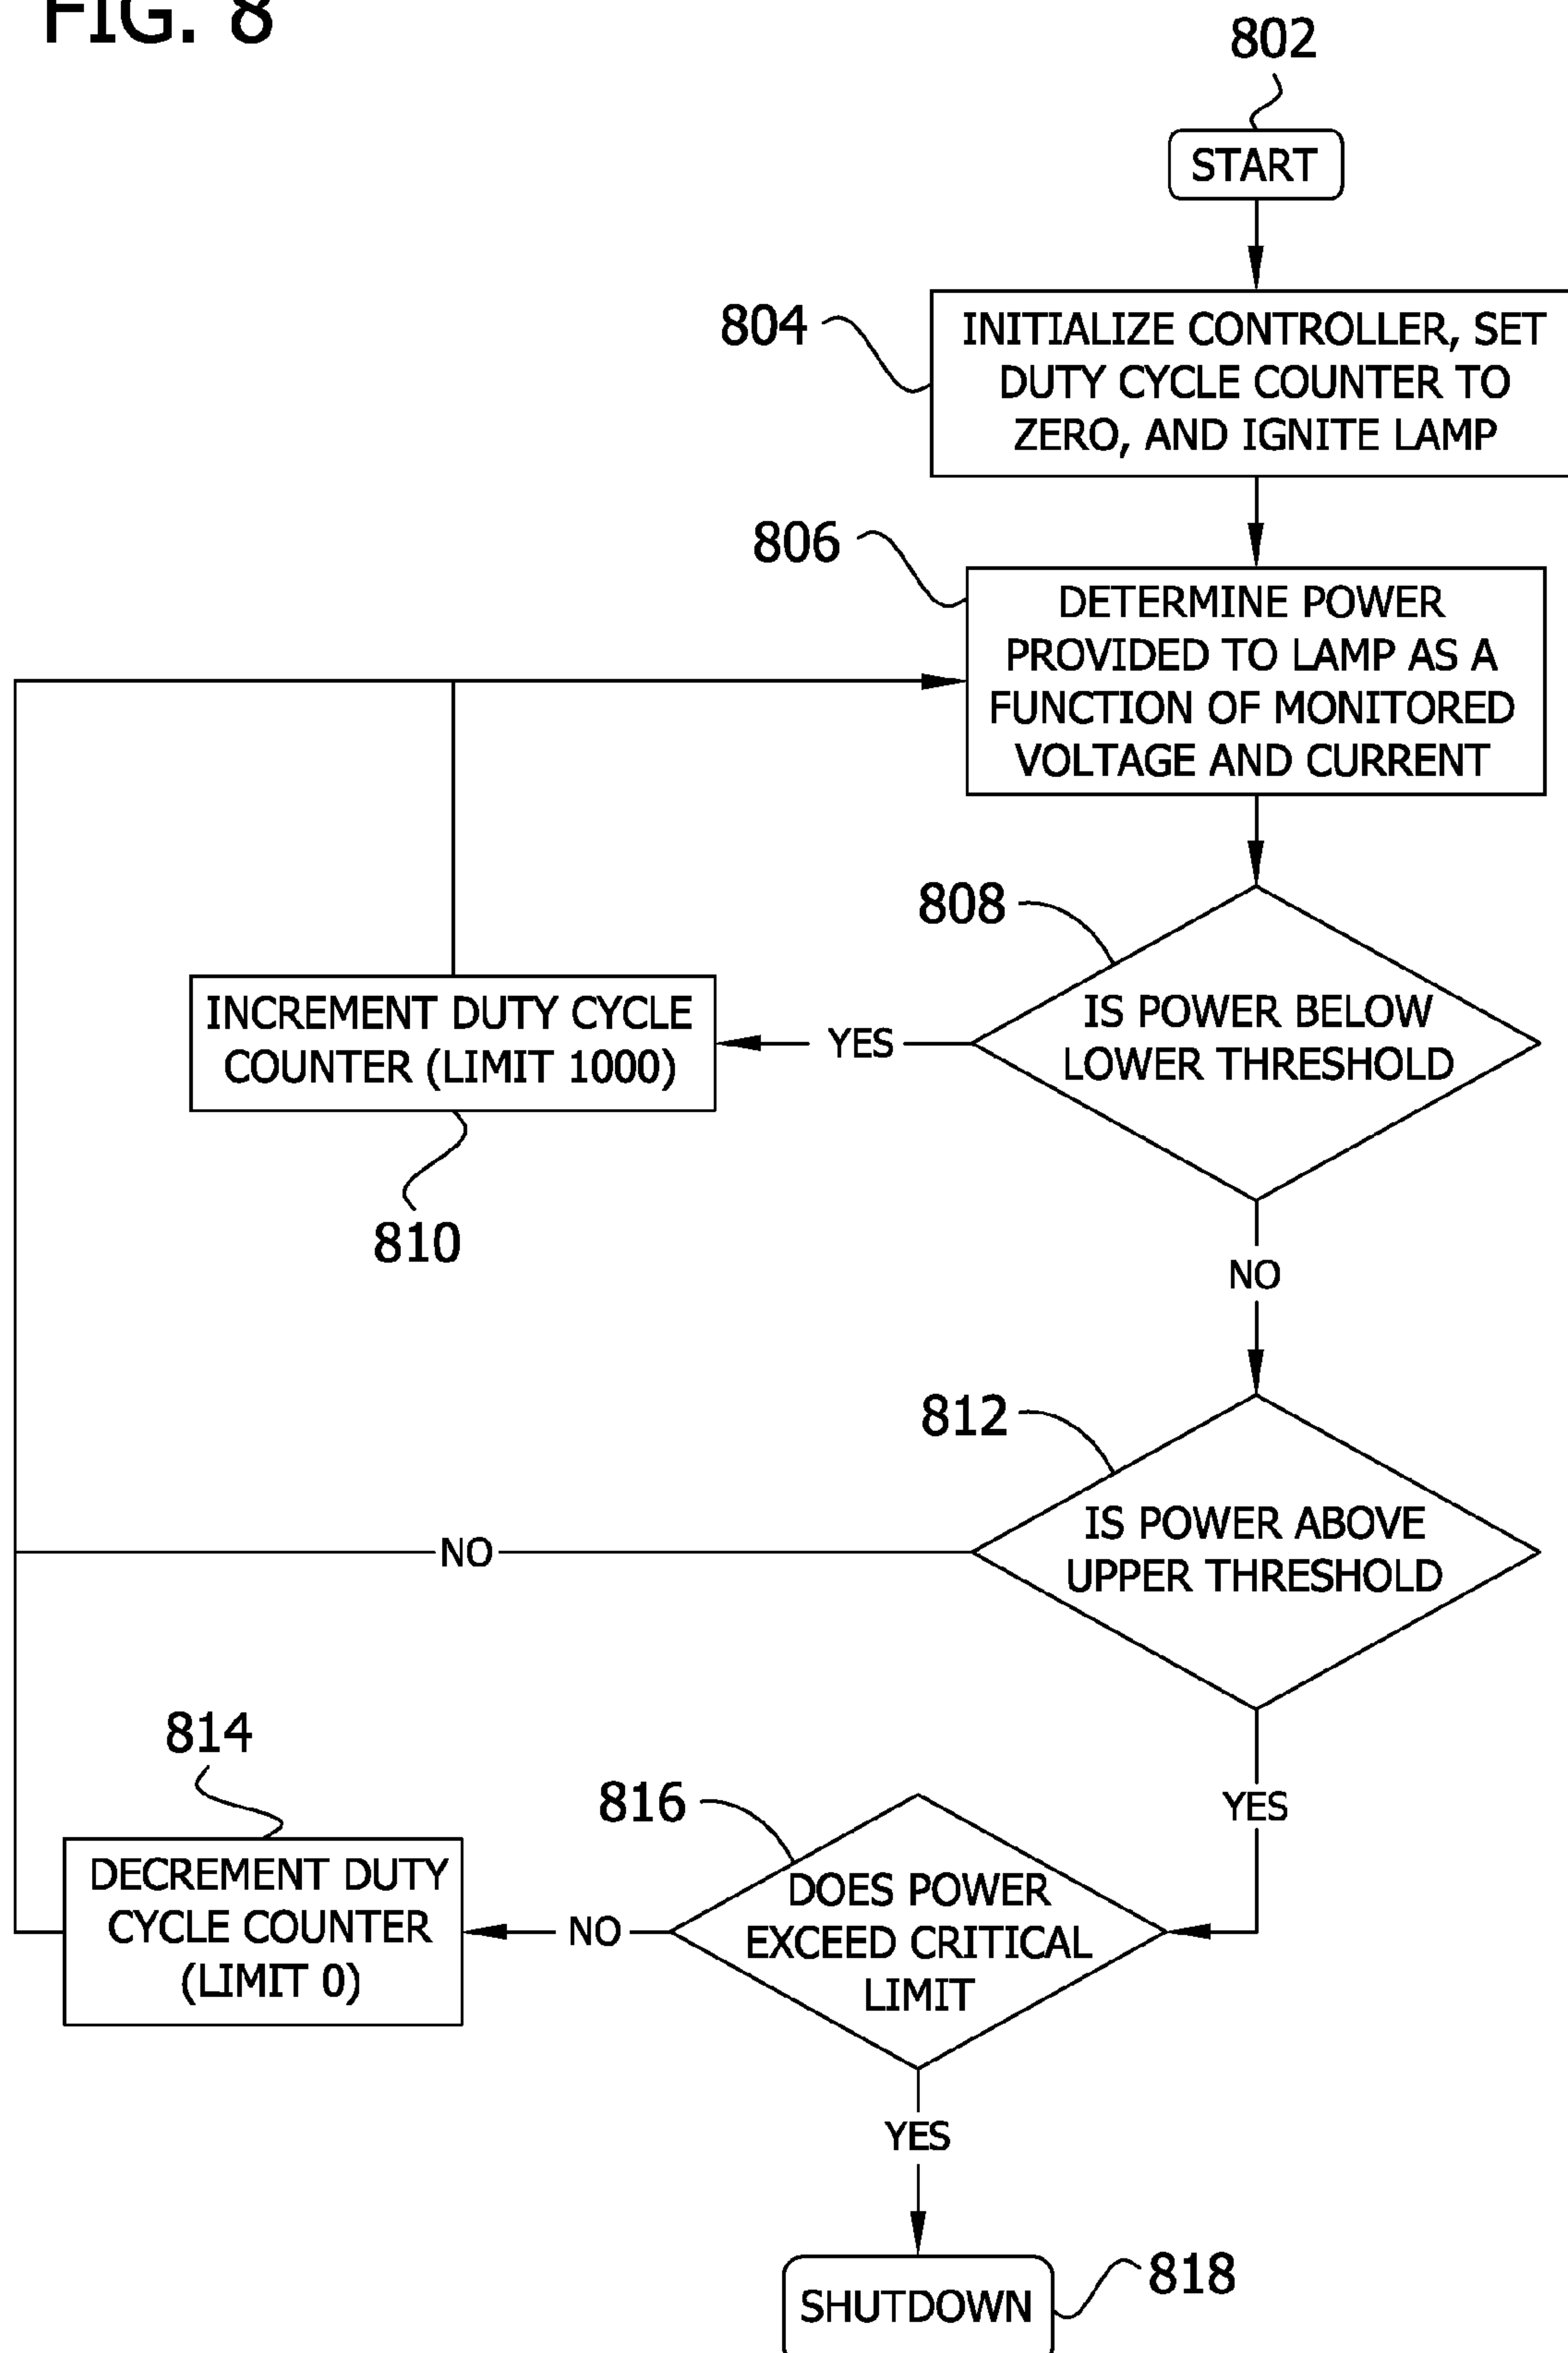 FIG. 8
802
START
804
INITIALIZE CONTROLLER, SET
DUTY CYCLE COUNTER TO
ZERO, AND IGNITE LAMP
806
DETERMINE POWER
PROVIDED TO LAMP AS A
FUNCTION OF MONITORED
VOLTAGE AND CURRENT
808
IS POWER BELOW
LOWER THRESHOLD
YES
INCREMENT DUTY CYCLE
COUNTER (LIMIT 1000)
810
NO
812
IS POWER ABOVE
UPPER THRESHOLD
NO
YES
814
DECREMENT DUTY
CYCLE COUNTER
(LIMIT 0)
816
DOES POWER
EXCEED CRITICAL
LIMIT
NO
YES
SHUTDOWN
818